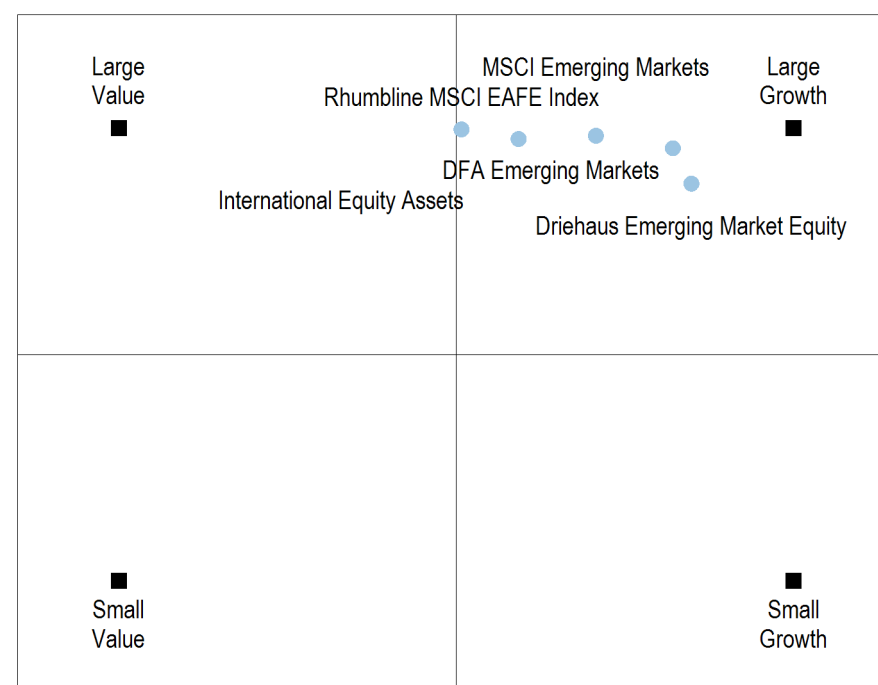 Large
Value
MSCI Emerging Markets
Large
Growth
Rhumbline MSCI EAFE Index
DFA Emerging Markets
International Equity Assets
Driehaus Emerging Market Equity
Small
Value
Small
Growth